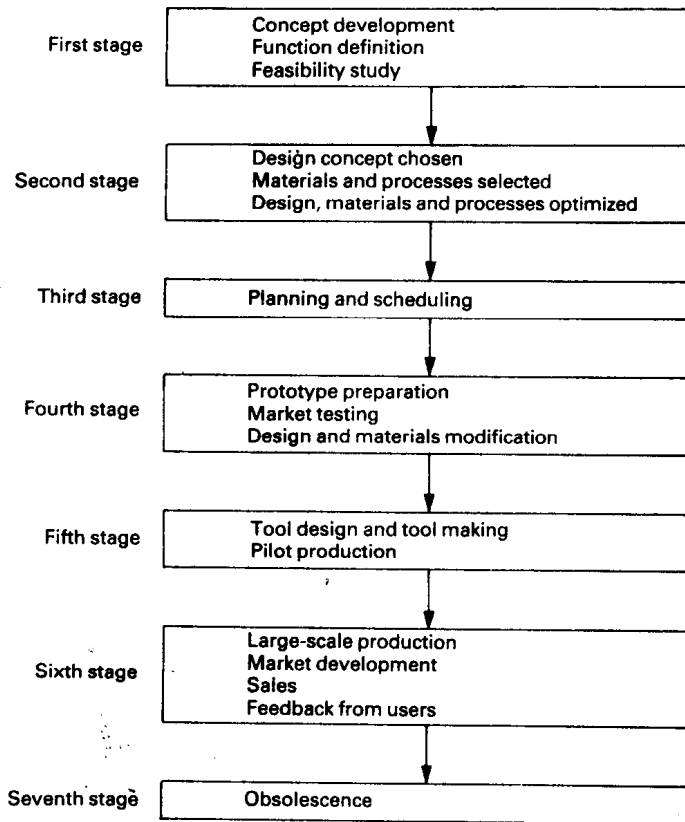 First stage
Concept development
Function definition
Feasibility study
Second stage
Design concept chosen
Materials and processes selected
Design, materials and processes optimized
Third stage
Planning and scheduling
Fourth stage
Prototype preparation
Market testing
Design and materials modification
Fifth stage
Tool design and tool making
Pilot production
Sixth stage
Large-scale production
Market development
Sales
Feedback from users
Seventh stage
Obsolescence